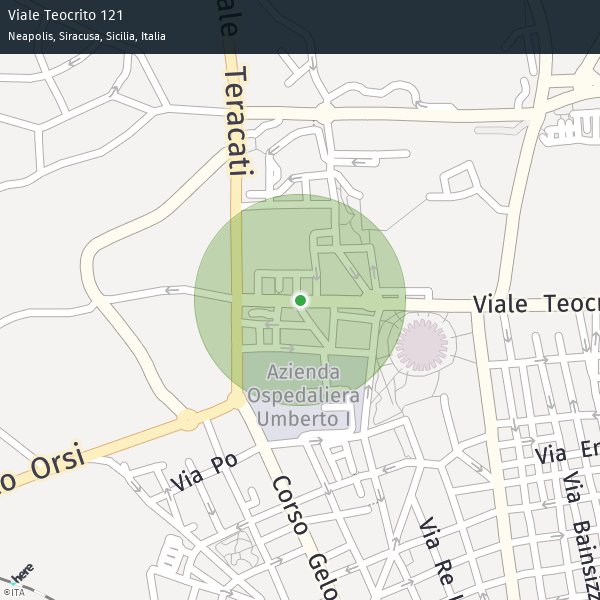 Viale Teocrito 121
Neapolis, Siracusa, Sicilia, Italia
ale Teracati
Viale Teocr
Azienda
Ospedaliera
Umberto I
o Orsi
Via Po
Corso Gelo
Via Re
Via Er
Via Bainsizz
here
©ITA